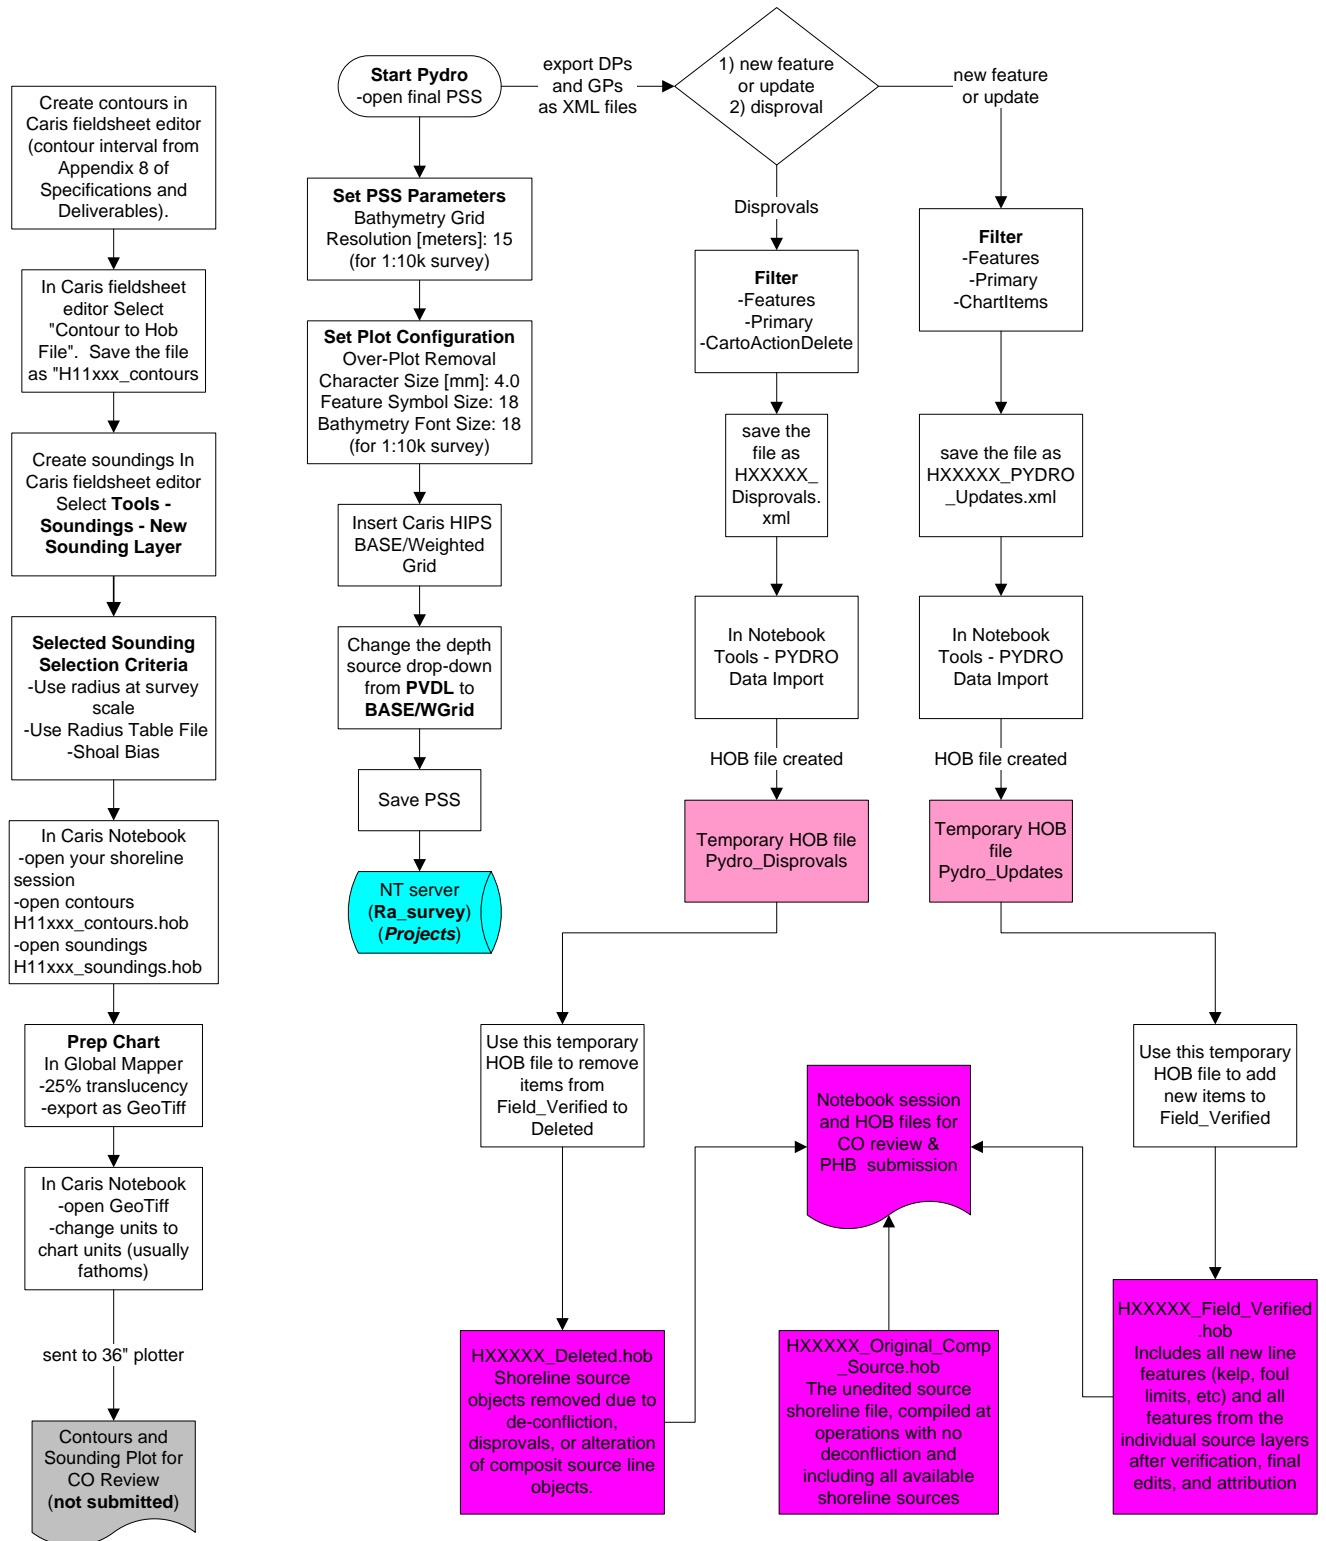 Create contours in
Caris fieldsheet editor
(contour interval from
Appendix 8 of
Specifications and
Deliverables).
In Caris fieldsheet
editor Select
"Contour to Hob
File".  Save the file
as "H11xxx_contours
Create soundings In
Caris fieldsheet editor
Select Tools -
Soundings - New
Sounding Layer
Selected Sounding
Selection Criteria
-Use radius at survey
scale
-Use Radius Table File
-Shoal Bias
In Caris Notebook
-open your shoreline
session
-open contours
H11xxx_contours.hob
-open soundings
H11xxx_soundings.hob
Prep Chart
In Global Mapper
-25% translucency
-export as GeoTiff
In Caris Notebook
-open GeoTiff
-change units to
chart units (usually
fathoms)
sent to 36" plotter
Contours and
Sounding Plot for
CO Review
(not submitted)
Start Pydro
-open final PSS
export DPs
and GPs
as XML files
1) new feature
or update
2) disproval
new feature
or update
Set PSS Parameters
Bathymetry Grid
Resolution [meters]: 15
(for 1:10k survey)
Set Plot Configuration
Over-Plot Removal
Character Size [mm]: 4.0
Feature Symbol Size: 18
Bathymetry Font Size: 18
(for 1:10k survey)
Insert Caris HIPS
BASE/Weighted
Grid
Change the depth
source drop-down
from PVDL to
BASE/WGrid
Save PSS
NT server
(Ra_survey)
(Projects)
Disprovals
Filter
-Features
-Primary
-CartoActionDelete
save the
file as
HXXXXX_
Disprovals.
xml
In Notebook
Tools - PYDRO
Data Import
HOB file created
Temporary HOB file
Pydro_Disprovals
Use this temporary
HOB file to remove
items from
Field_Verified to
Deleted
HXXXXX_Deleted.hob
Shoreline source
objects removed due to
de-confliction,
disprovals, or alteration
of composit source line
objects.
Filter
-Features
-Primary
-ChartItems
save the file as
HXXXXX_PYDRO
_Updates.xml
In Notebook
Tools - PYDRO
Data Import
HOB file created
Temporary HOB
file
Pydro_Updates
Use this temporary
HOB file to add
new items to
Field_Verified
HXXXXX_Field_Verified
.hob
Includes all new line
features (kelp, foul
limits, etc) and all
features from the
individual source layers
after verification, final
edits, and attribution
Notebook session
and HOB files for
CO review &
PHB  submission
HXXXXX_Original_Comp
_Source.hob
The unedited source
shoreline file, compiled at
operations with no
deconfliction and
including all available
shoreline sources